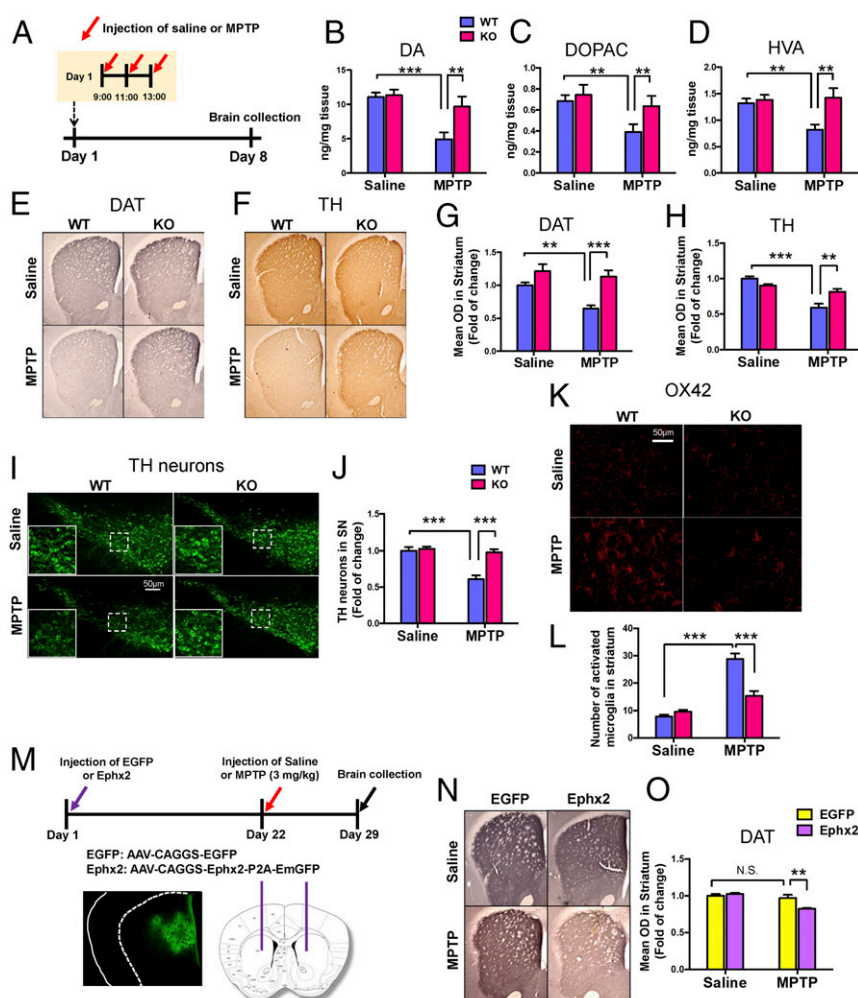 A
Injection of saline or MPTP
Day 1
9:00 11:00 13:00
Brain collection
Day 1
Day 8
B
DA
WT
KO
***
**
ng/mg tissue
15
10
5
0
Saline MPTP
C
DOPAC
**
**
ng/mg tissue
1.0
0.8
0.6
0.4
0.2
0.0
Saline MPTP
D
HVA
**
**
ng/mg tissue
2.0
1.5
1.0
0.5
0.0
Saline MPTP
E
DAT
WT KO
Saline
MPTP
F
TH
WT KO
Saline
MPTP
G
DAT
**
***
Mean OD in Striatum
(Fold of change)
1.5
1.0
0.5
0.0
Saline MPTP
H
TH
***
**
Mean OD in Striatum
(Fold of change)
1.5
1.0
0.5
0.0
Saline MPTP
I
TH neurons
WT KO
Saline
MPTP
50μm
J
WT
KO
***
***
TH neurons in SN
(Fold of change)
1.5
1.0
0.5
0.0
Saline MPTP
K
OX42
WT KO
50μm
Saline
MPTP
L
***
***
Number of activated
microglia in striatum
40
30
20
10
0
Saline MPTP
M
Injection of EGFP
or Ephx2
Injection of Saline
or MPTP (3 mg/kg)
Brain collection
Day 1
Day 22
Day 29
EGFP: AAV-CAGGS-EGFP
Ephx2: AAV-CAGGS-Ephx2-P2A-EmGFP
N
EGFP Ephx2
Saline
MPTP
O
EGFP
Ephx2
DAT
N.S.
**
Mean OD in Striatum
(Fold of change)
1.5
1.0
0.5
0.0
Saline MPTP